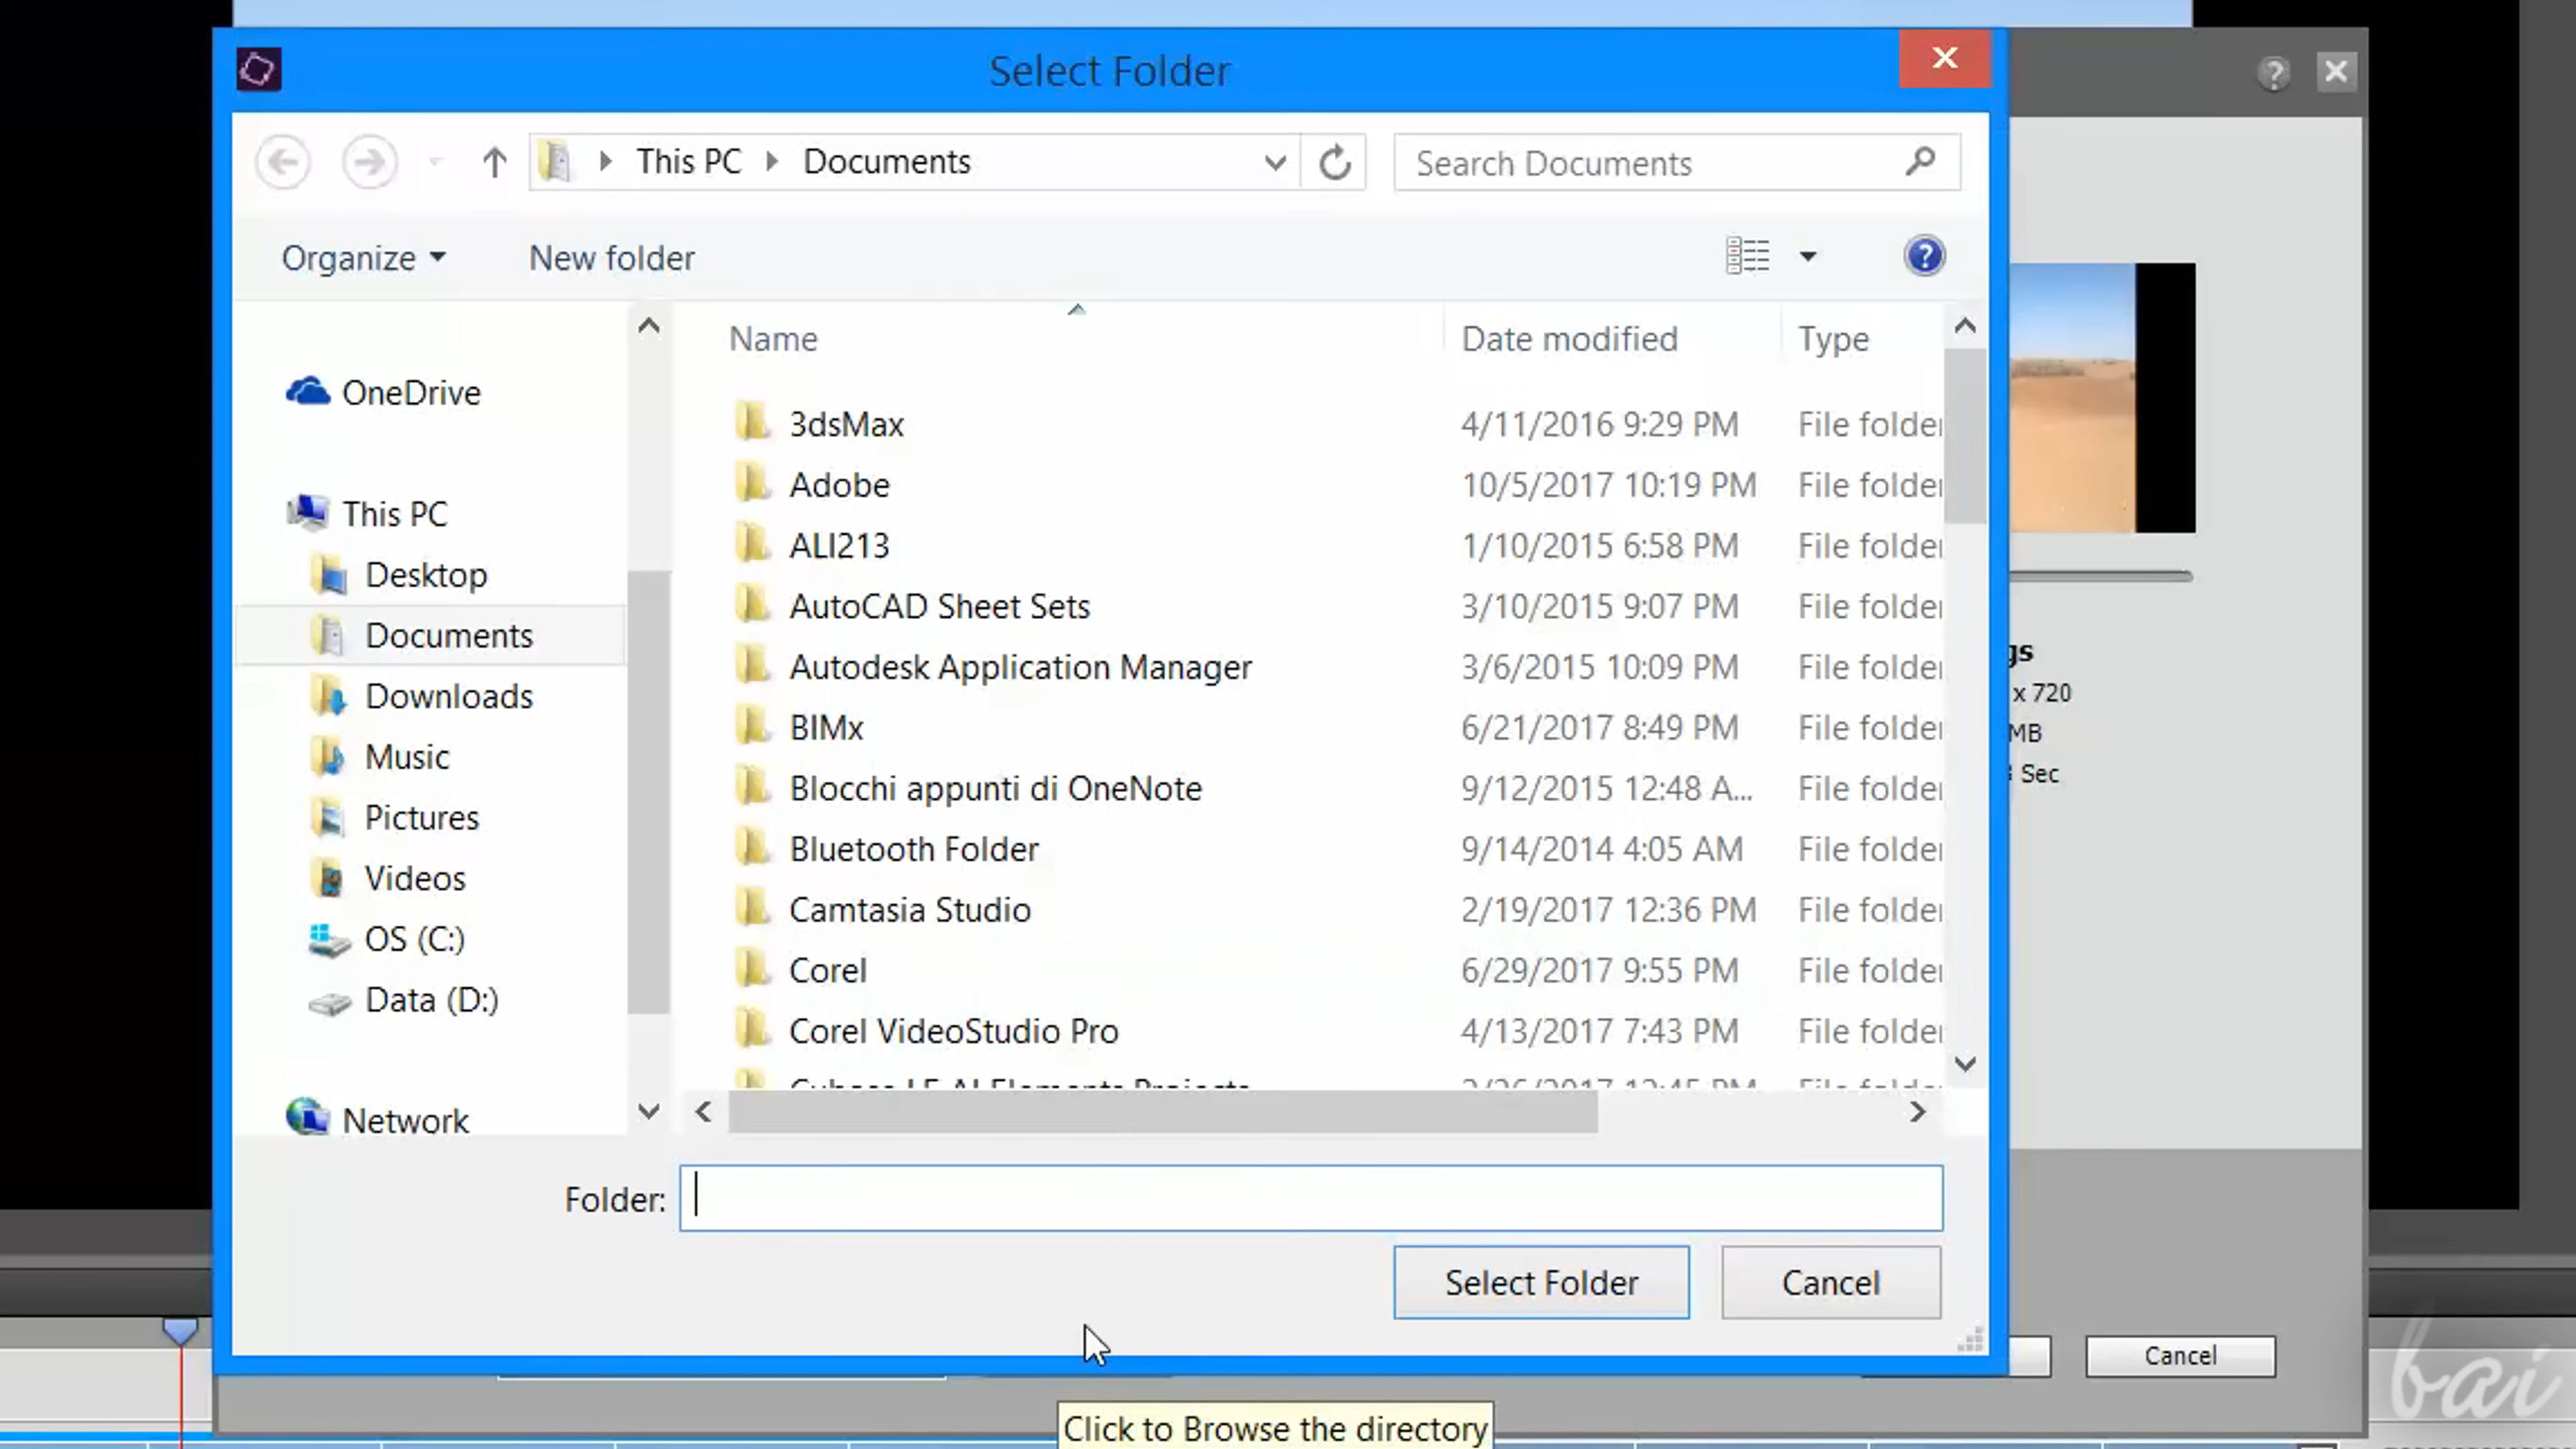 Select Folder
This PC Documents
Search Documents
Organize
New folder
Name Date modified Type
OneDrive
This PC
Desktop
Documents
Downloads
Music
Pictures
Videos
OS (C:)
Data (D:)
Network
3dsMax 4/11/2016 9:29 PM File folder
Adobe 10/5/2017 10:19 PM File folder
ALI213 1/10/2015 6:58 PM File folder
AutoCAD Sheet Sets 3/10/2015 9:07 PM File folder
Autodesk Application Manager 3/6/2015 10:09 PM File folder
BIMx 6/21/2017 8:49 PM File folder
Blocchi appunti di OneNote 9/12/2015 12:48 A... File folder
Bluetooth Folder 9/14/2014 4:05 AM File folder
Camtasia Studio 2/19/2017 12:36 PM File folder
Corel 6/29/2017 9:55 PM File folder
Corel VideoStudio Pro 4/13/2017 7:43 PM File folder
gs
x 720
MB
Sec
Folder:
Select Folder
Cancel
Cancel
Click to Browse the directory
bai